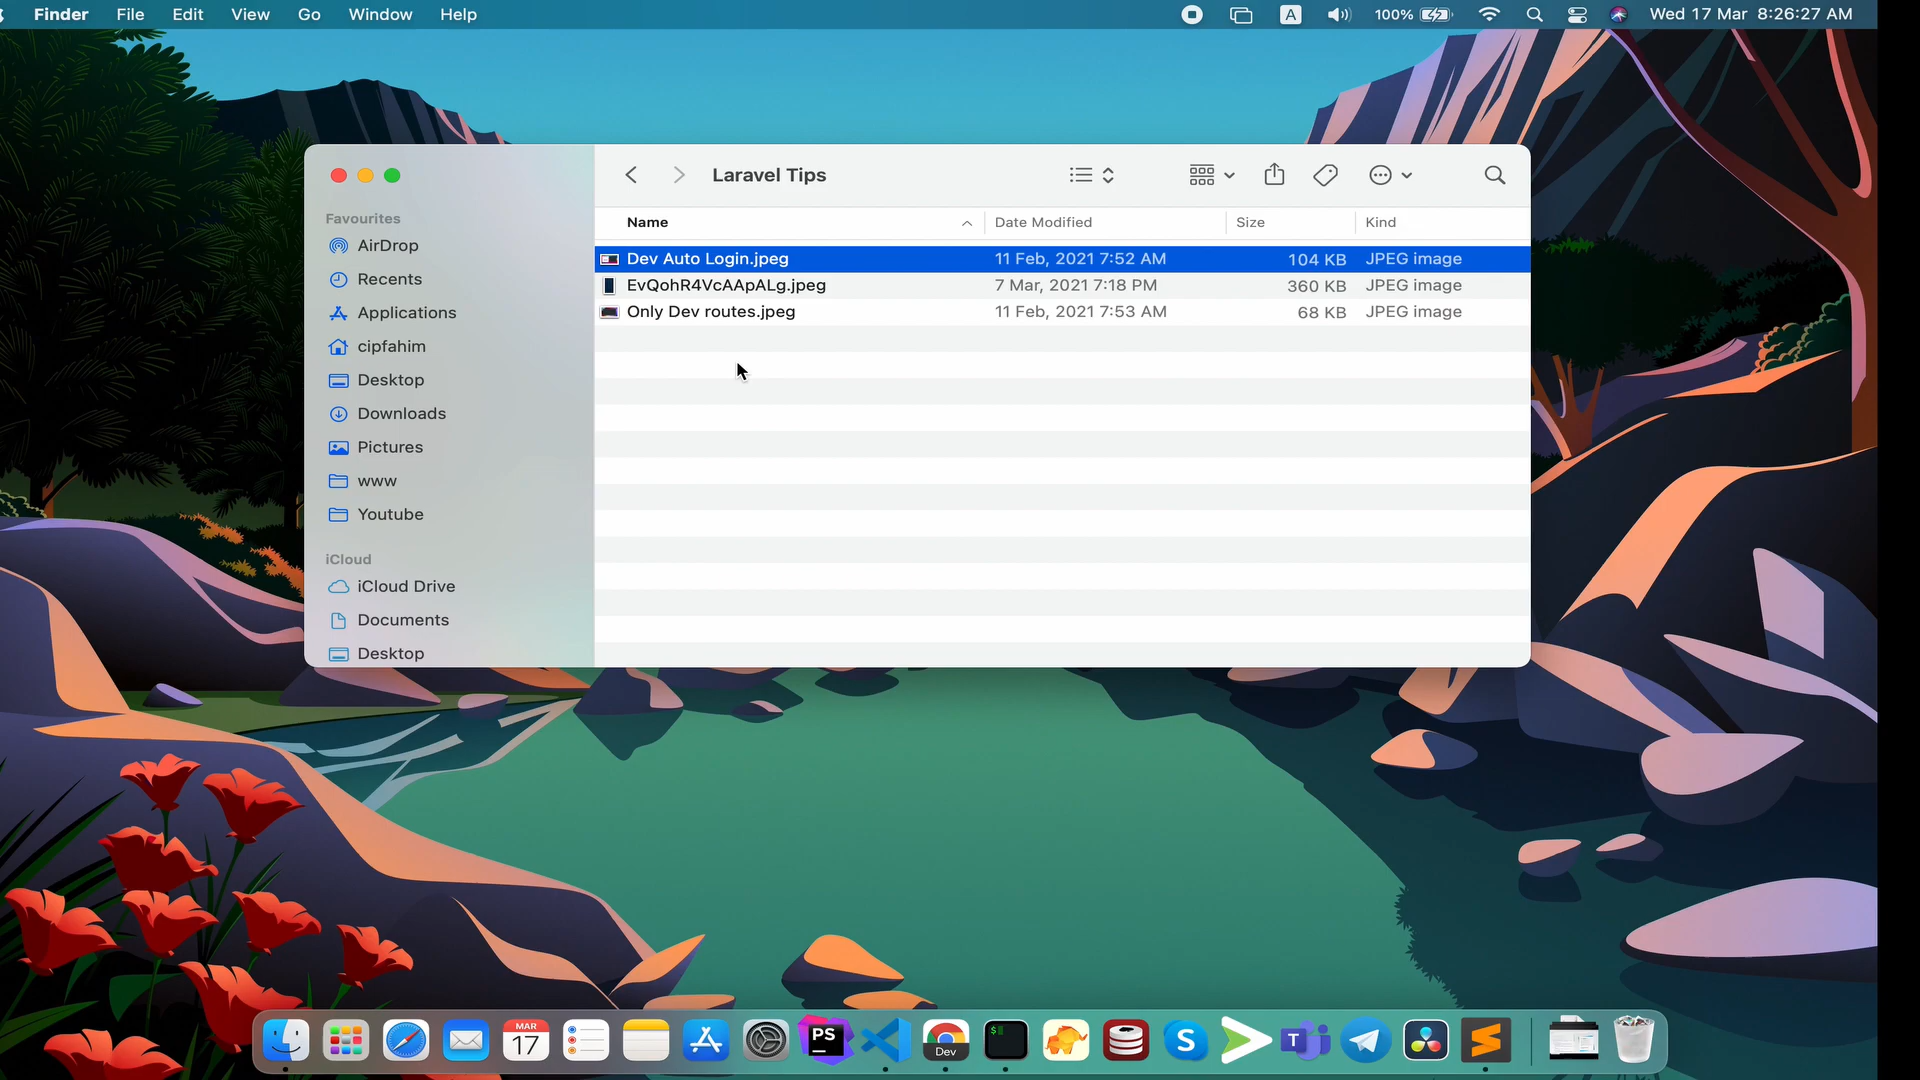 Finder File Edit View Go Window Help A 100% Wed 17 Mar 8:26:27 AM
Laravel Tips
Favourites
AirDrop
Recents
Applications
cipfahim
Desktop
Downloads
Pictures
www
Youtube
iCloud
iCloud Drive
Documents
Desktop
Name Date Modified Size Kind
Dev Auto Login.jpeg 11 Feb, 2021 7:52 AM 104 KB JPEG image
EvQohR4VcAApALg.jpeg 7 Mar, 2021 7:18 PM 360 KB JPEG image
Only Dev routes.jpeg 11 Feb, 2021 7:53 AM 68 KB JPEG image
MAR
17
PS
Dev
$
S
T